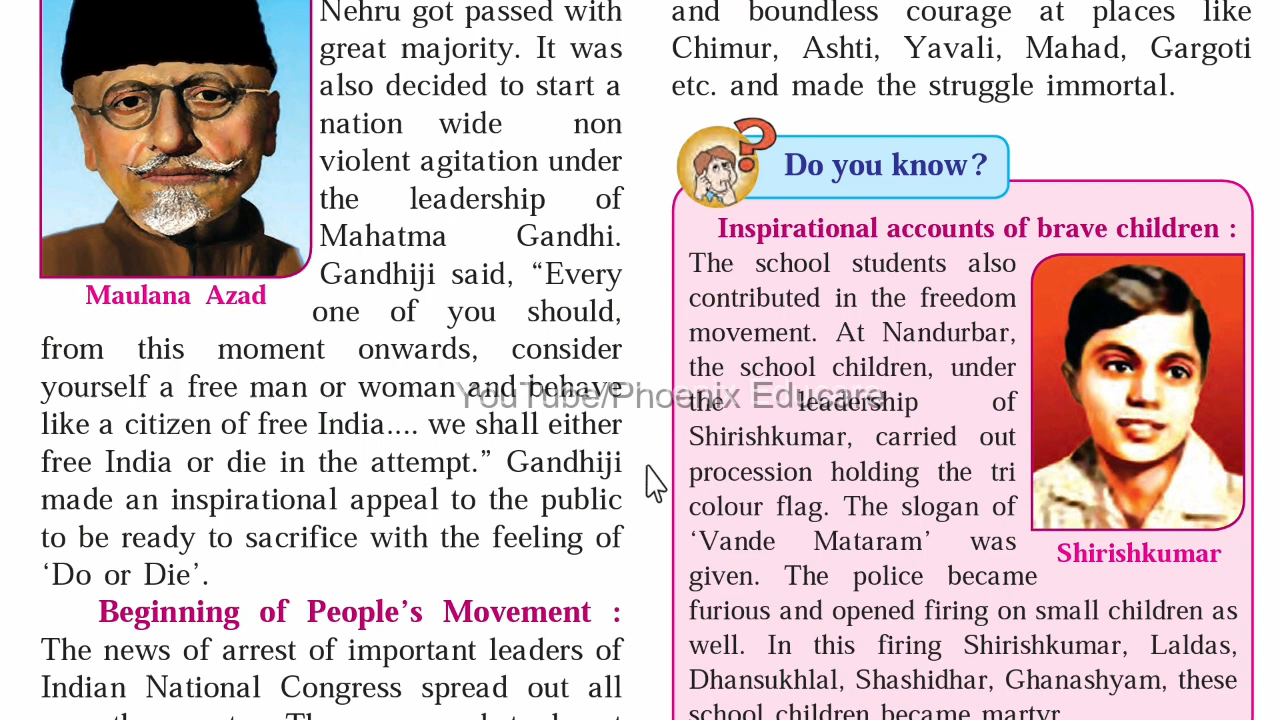 Nehru got passed with
great majority. It was
also decided to start a
nation wide non
violent agitation under
the leadership of
Mahatma Gandhi.
Gandhiji said, “Every
one of you should,
from this moment onwards, consider
yourself a free man or woman and behave
like a citizen of free India.... we shall either
free India or die in the attempt.” Gandhiji
made an inspirational appeal to the public
to be ready to sacrifice with the feeling of
‘Do or Die’.
Maulana Azad
Beginning of People’s Movement :
The news of arrest of important leaders of
Indian National Congress spread out all
and boundless courage at places like
Chimur, Ashti, Yavali, Mahad, Gargoti
etc. and made the struggle immortal.
Do you know?
Inspirational accounts of brave children :
The school students also
contributed in the freedom
movement. At Nandurbar,
the school children, under
the leadership of
Shirishkumar, carried out
procession holding the tri
colour flag. The slogan of
‘Vande Mataram’ was
given. The police became
furious and opened firing on small children as
well. In this firing Shirishkumar, Laldas,
Dhansukhlal, Shashidhar, Ghanashyam, these
school children became martyr.
Shirishkumar
YouTube/Phoenix Educare